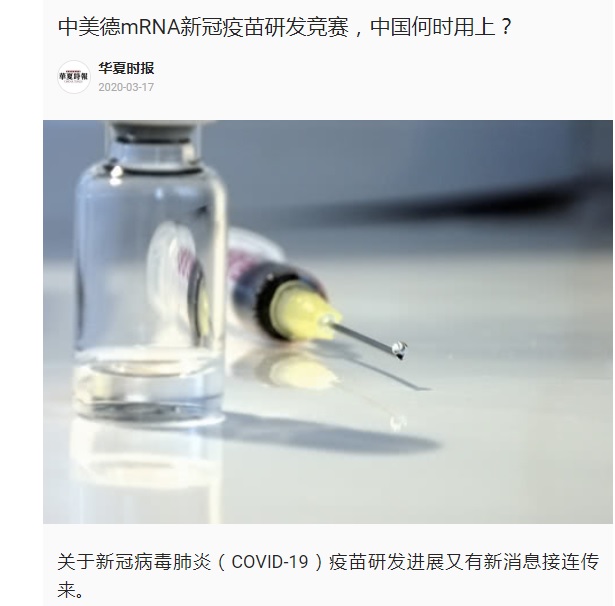 中美德mRNA新冠疫苗研发竞赛，中国何时用上？
華夏時報
华夏时报
2020-03-17
关于新冠病毒肺炎（COVID-19）疫苗研发进展又有新消息接连传
来。